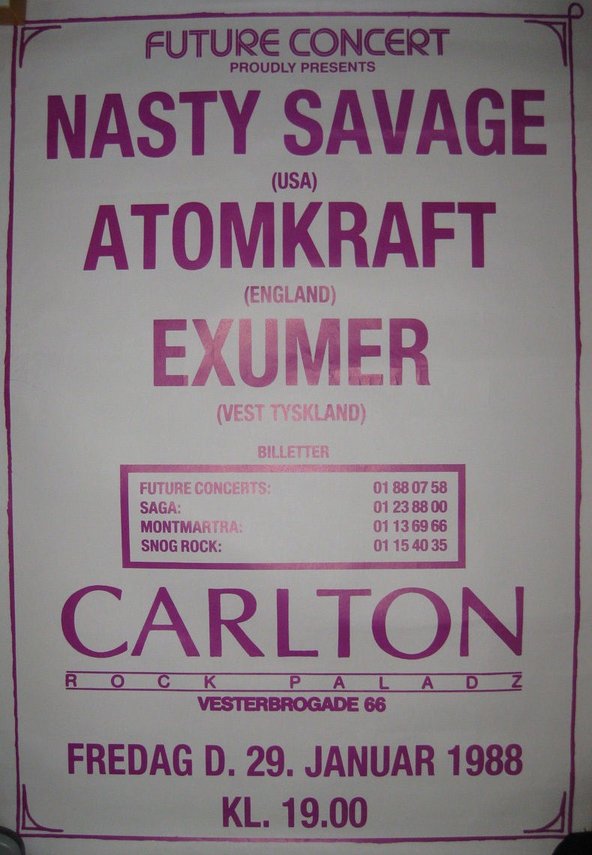 FUTURE CONCERT
PROUDLY PRESENTS
NASTY SAVAGE
(USA)
ATOMKRAFT
(ENGLAND)
EXUMER
(VEST TYSKLAND)
BILLETTER
FUTURE CONCERTS: 01 88 07 58
SAGA: 01 23 88 00
MONTMARTRA: 01 13 69 66
SNOG ROCK: 01 15 40 35
CARLTON
ROCK PALADZ
VESTERBROGADE 66
FREDAG D. 29. JANUAR 1988
KL. 19.00